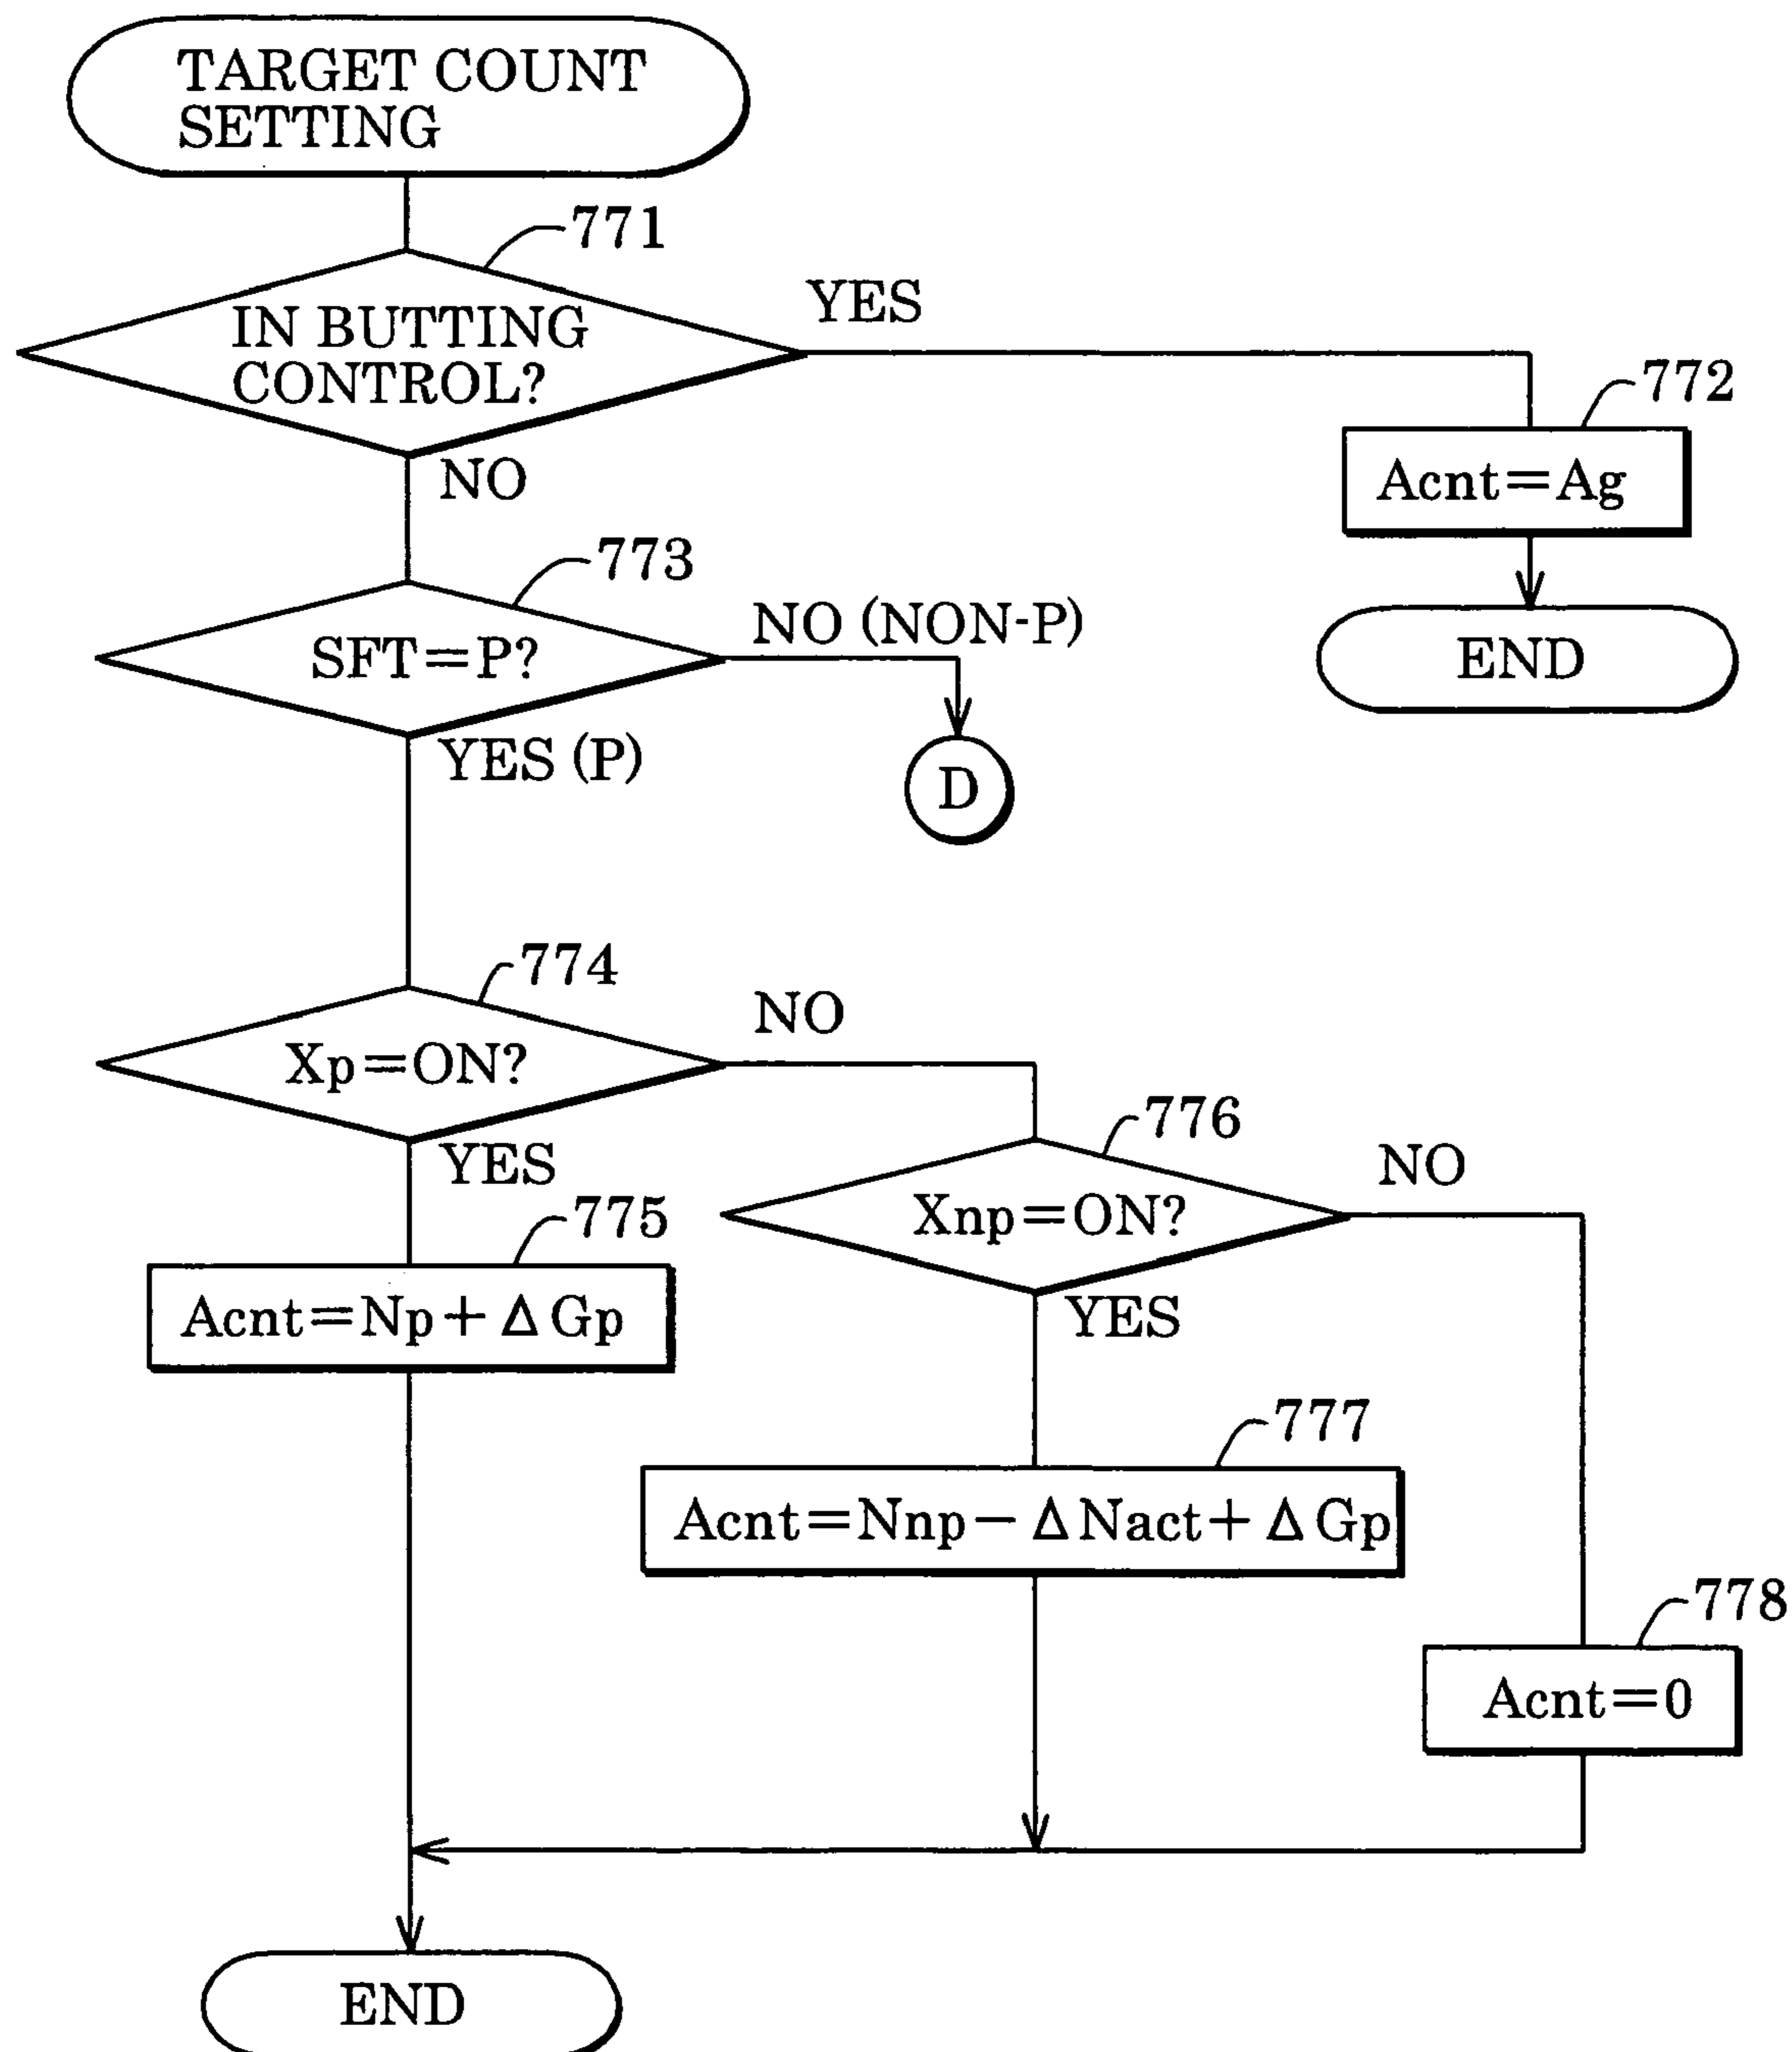 TARGET COUNT
SETTING
771
IN BUTTING
CONTROL?
YES
772
Acnt=Ag
NO
END
773
SFT=P?
NO (NON-P)
D
YES (P)
774
Xp=ON?
NO
YES
776
Xnp=ON?
NO
775
Acnt=Np+ΔGp
YES
777
Acnt=Nnp-ΔNact+ΔGp
778
Acnt=0
END